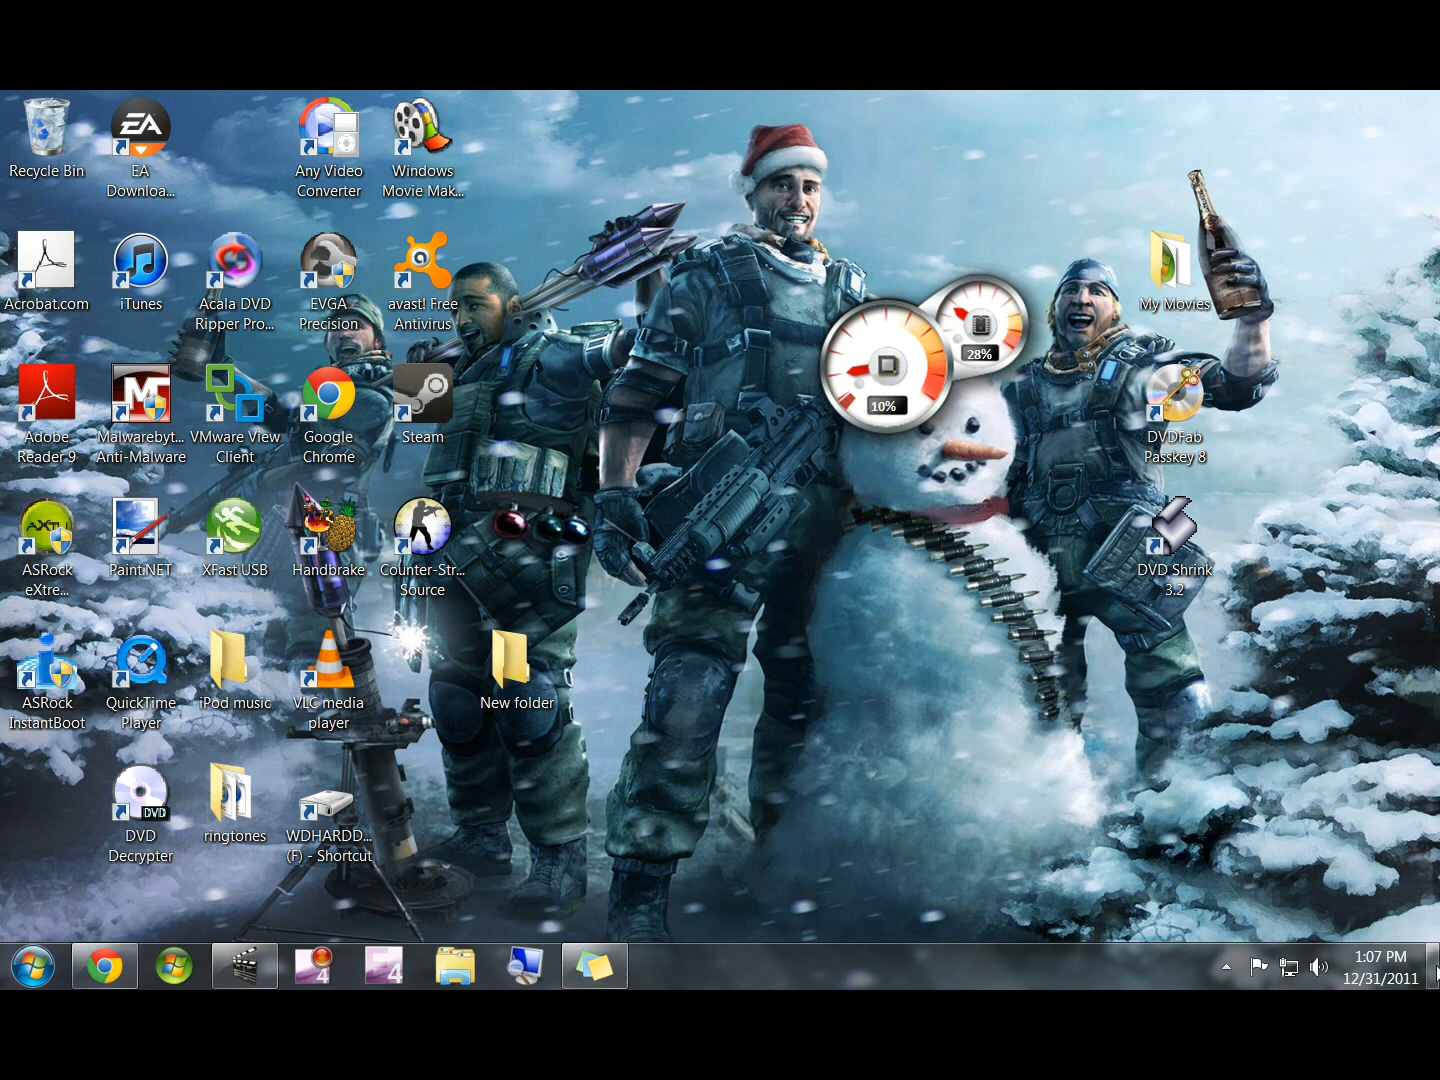 Recycle Bin
EA
Downloa...
Any Video
Converter
Windows
Movie Mak...
Acrobat.com
iTunes
Acala DVD
Ripper Pro...
EVGA
Precision
avast! Free
Antivirus
My Movies
28%
10%
Adobe
Reader 9
Malwarebyt...
Anti-Malware
VMware View
Client
Google
Chrome
Steam
DVDFab
Passkey 8
AXTU
ASRock
eXtre...
Paint.NET
XFast USB
Handbrake
Counter-Str...
Source
DVD Shrink
3.2
ASRock
InstantBoot
QuickTime
Player
iPod music
VLC media
player
New folder
DVD
DVD
Decrypter
ringtones
WDHARDD...
(F) - Shortcut
4
4
1:07 PM
12/31/2011